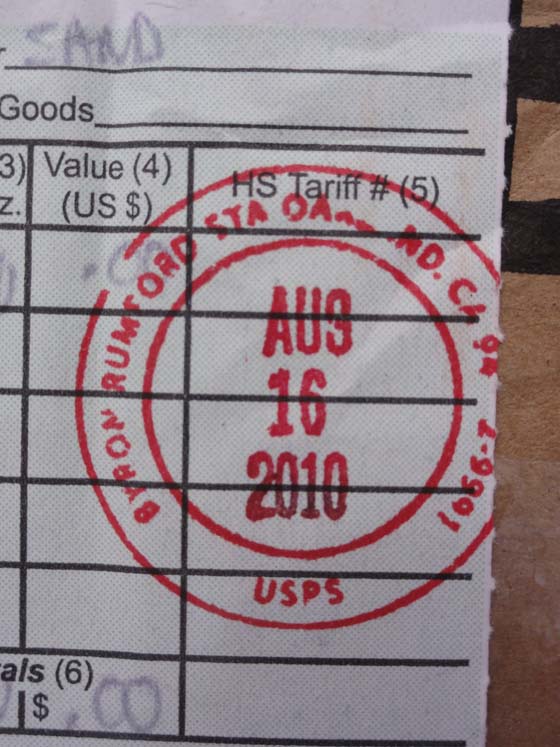 SAND
Goods
3)
Value (4)
HS Tariff # (5)
z.
(US $)
BYRON RUMFORD STA
AUG
16
2010
USPS
als (6)
$ .00